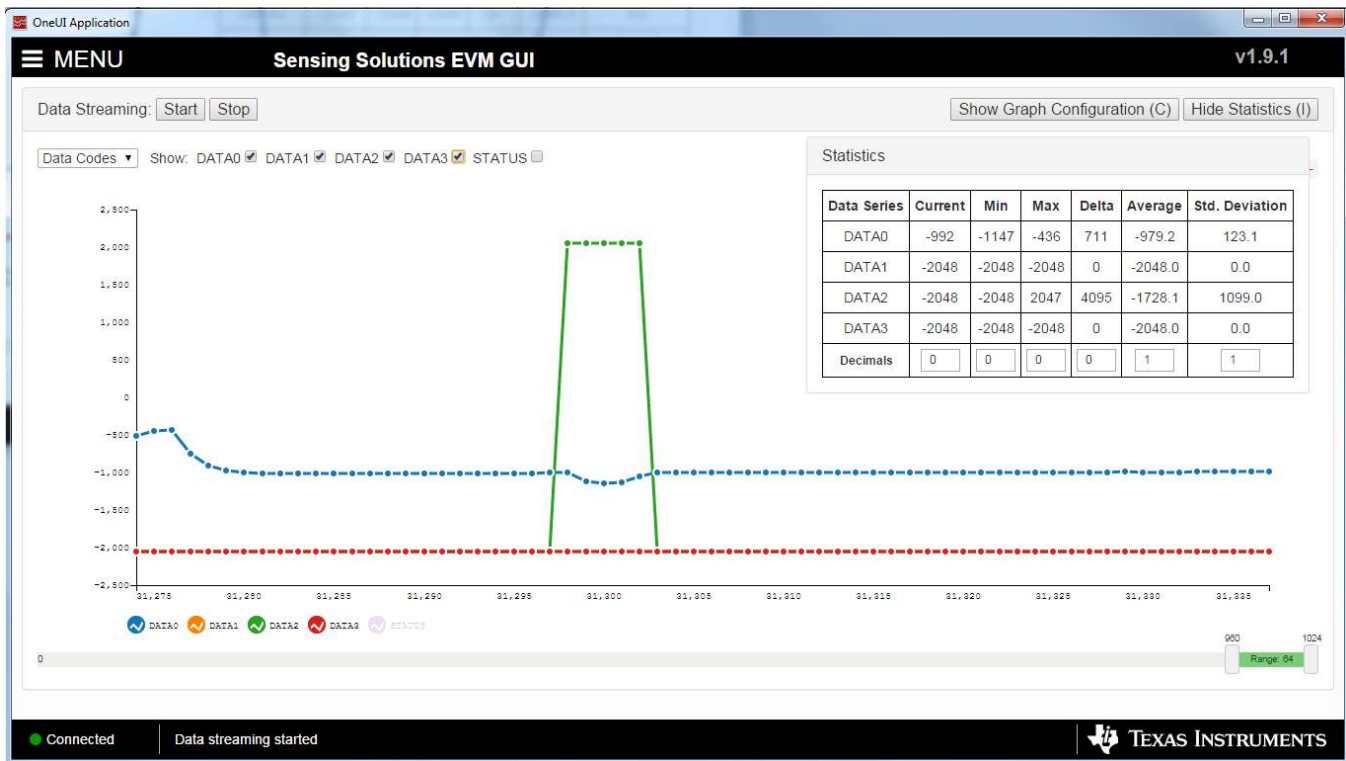 OneUI Application
MENU Sensing Solutions EVM GUI v1.9.1
Data Streaming: Start Stop Show Graph Configuration (C) Hide Statistics (I)
Data Codes Show: DATA0 DATA1 DATA2 DATA3 STATUS
Statistics
Data Series Current Min Max Delta Average Std. Deviation
DATA0 -992 -1147 -436 711 -979.2 123.1
DATA1 -2048 -2048 -2048 0 -2048.0 0.0
DATA2 -2048 -2048 2047 4095 -1728.1 1099.0
DATA3 -2048 -2048 -2048 0 -2048.0 0.0
Decimals 0 0 0 0 1 1
2,500
2,000
1,500
1,000
500
0
-500
-1,000
-1,500
-2,000
-2,500
31,275 31,280 31,285 31,290 31,295 31,300 31,305 31,310 31,315 31,320 31,325 31,330 31,335
DATA0 DATA1 DATA2 DATA3 STATUS
960 1024
0 Range: 64
Connected Data streaming started TEXAS INSTRUMENTS